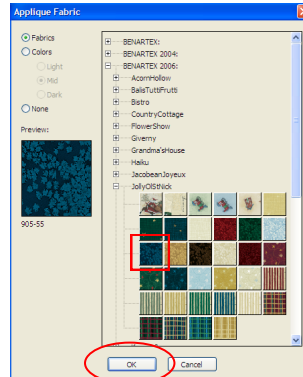 Applique Fabric
Fabrics
Colors
Light
Mid
Dark
None
Preview:
905-55
BENARTEX:
BENARTEX 2004:
BENARTEX 2006:
AcornHollow
BalisTuttiFrutti
Bistro
CountryCottage
FlowerShow
Giverny
Grandma'sHouse
Haiku
JacobeanJoyeux
JollyOlStNick
OK
Cancel